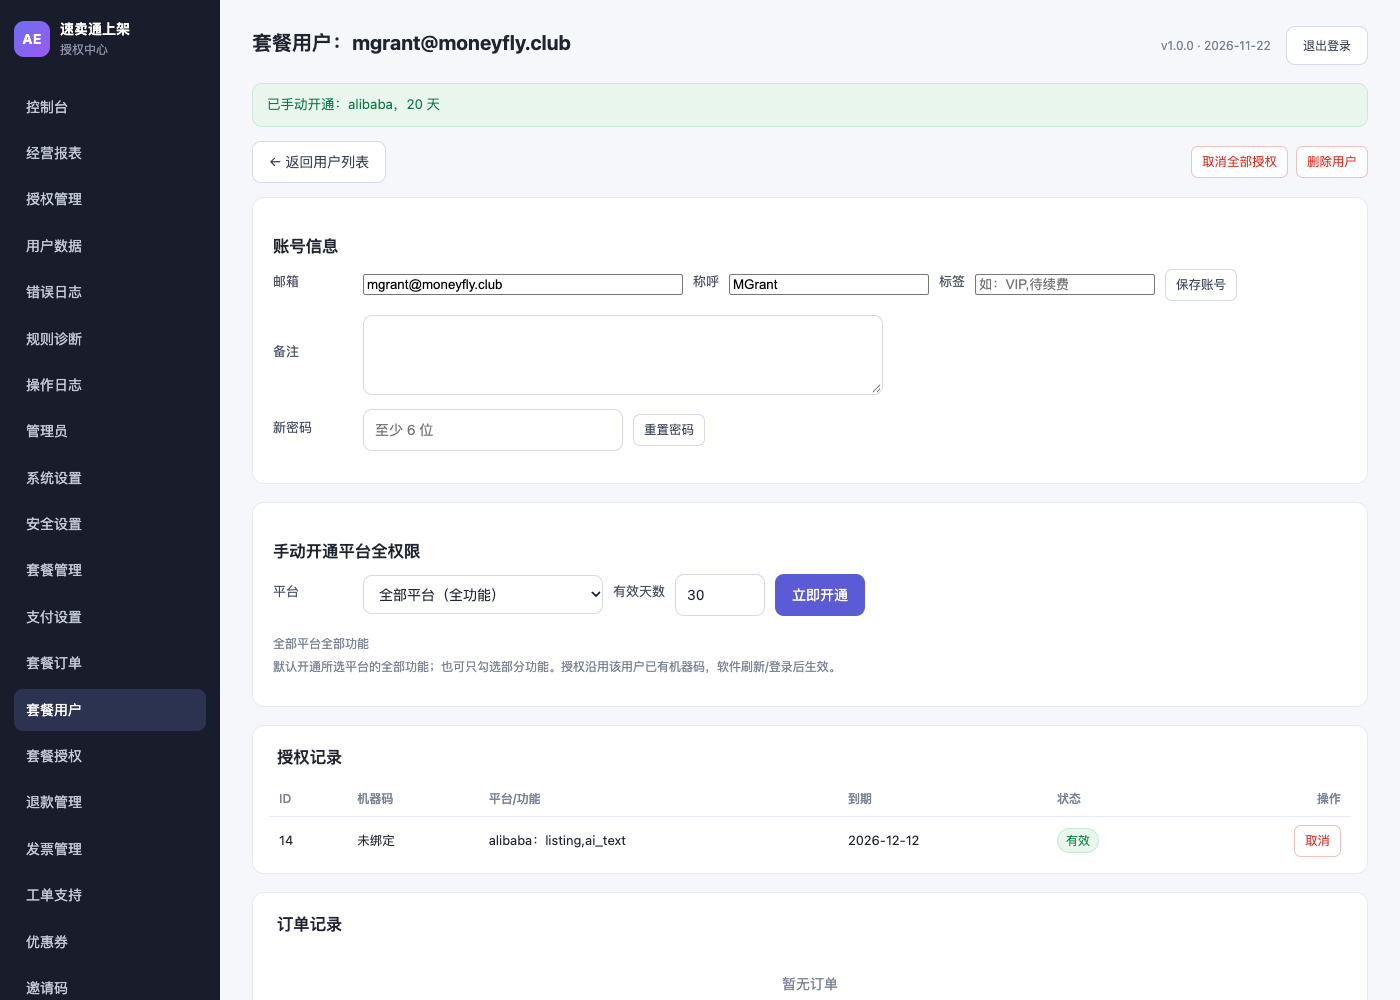 AE
速卖通上架
授权中心
控制台
经营报表
授权管理
用户数据
错误日志
规则诊断
操作日志
管理员
系统设置
安全设置
套餐管理
支付设置
套餐订单
套餐用户
套餐授权
退款管理
发票管理
工单支持
优惠券
邀请码
套餐用户：mgrant@moneyfly.club
v1.0.0 · 2026-11-22
退出登录
已手动开通：alibaba，20 天
← 返回用户列表
取消全部授权
删除用户
账号信息
邮箱 mgrant@moneyfly.club 称呼 MGrant 标签 如：VIP,待续费 保存账号
备注
新密码 至少 6 位 重置密码
手动开通平台全权限
平台 全部平台（全功能） 有效天数 30 立即开通
全部平台全部功能
默认开通所选平台的全部功能；也可只勾选部分功能。授权沿用该用户已有机器码，软件刷新/登录后生效。
授权记录
ID 机器码 平台/功能 到期 状态 操作
14 未绑定 alibaba：listing,ai_text 2026-12-12 有效 取消
订单记录
暂无订单